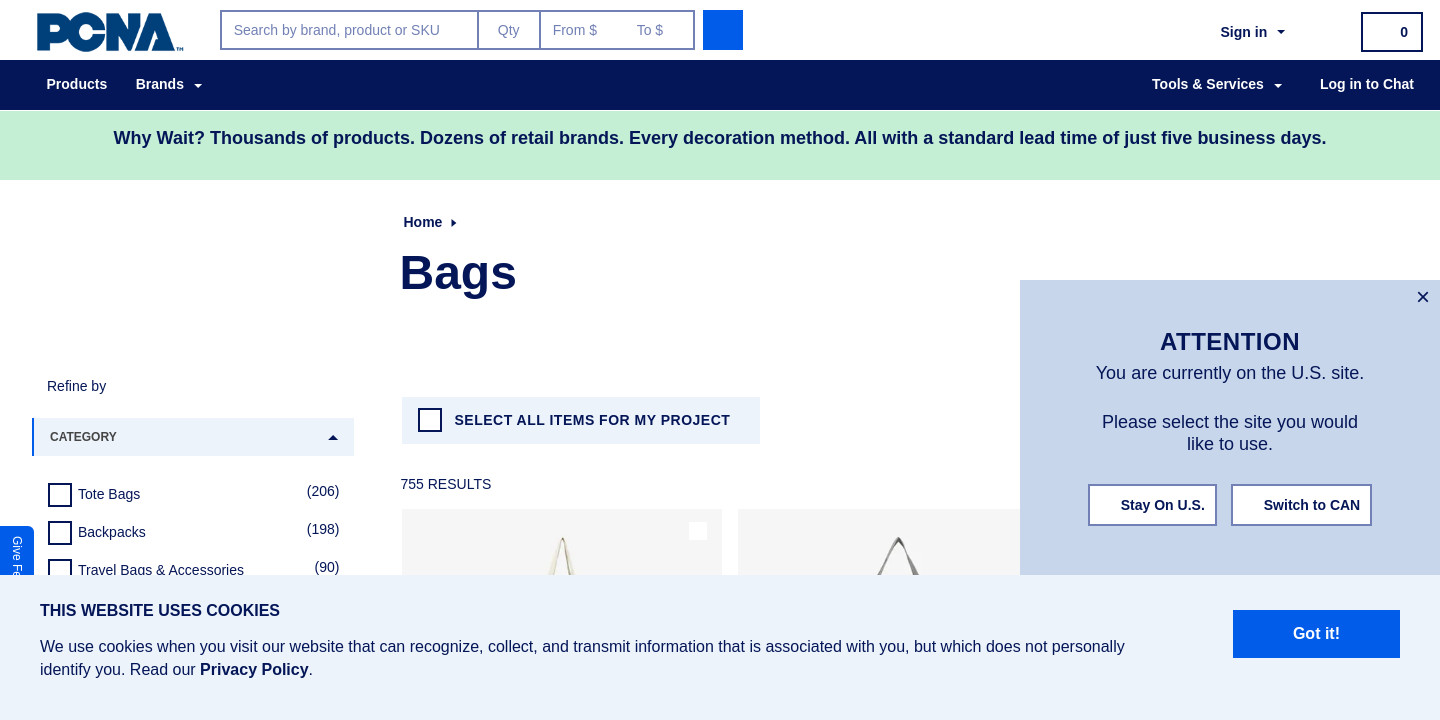 PCNA™
Search by brand, product or SKU
Qty
From $
To $
Sign in
0
Products
Brands
Tools & Services
Log in to Chat
Why Wait? Thousands of products. Dozens of retail brands. Every decoration method. All with a standard lead time of just five business days.
Home
Bags
×
ATTENTION
You are currently on the U.S. site.
Please select the site you would
like to use.
Stay On U.S.
Switch to CAN
Refine by
CATEGORY
SELECT ALL ITEMS FOR MY PROJECT
755 RESULTS
Tote Bags (206)
Backpacks (198)
Travel Bags & Accessories (90)
Give
THIS WEBSITE USES COOKIES
We use cookies when you visit our website that can recognize, collect, and transmit information that is associated with you, but which does not personally
identify you. Read our Privacy Policy.
Got it!